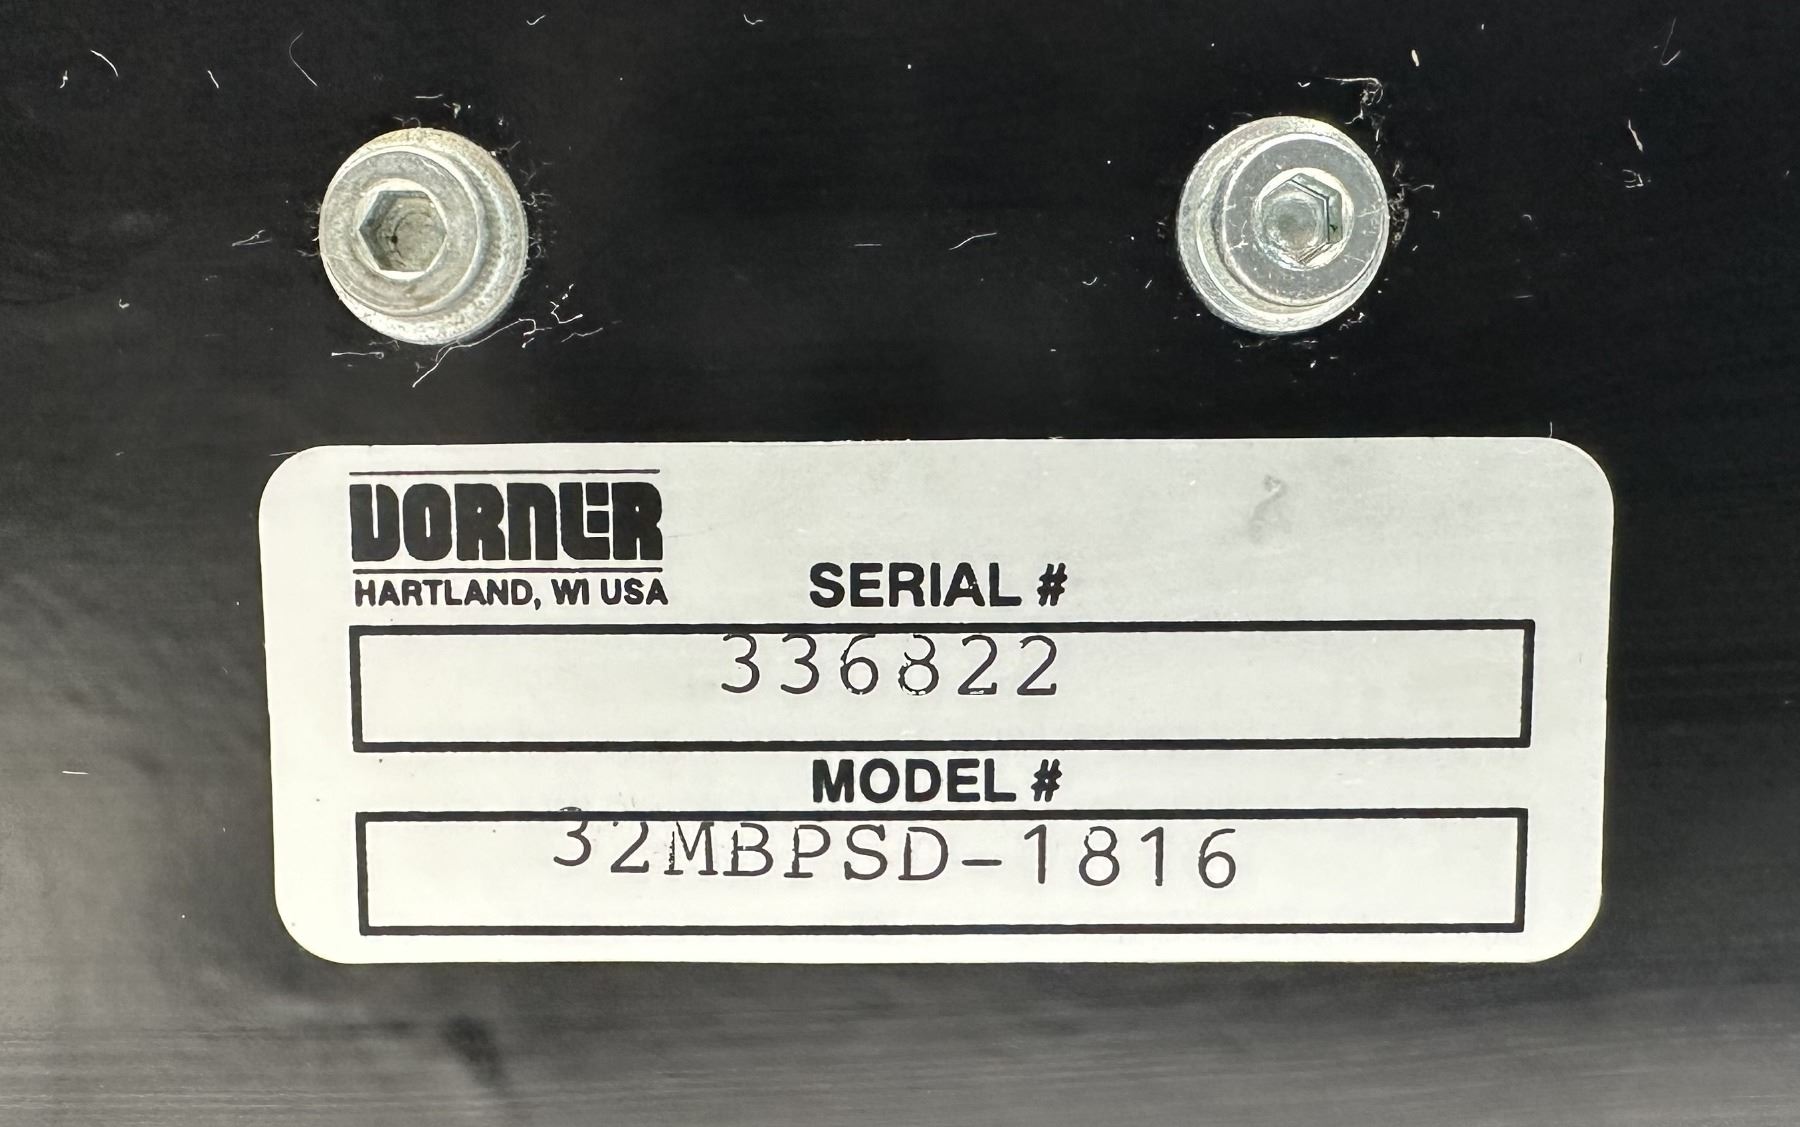 DORNER
HARTLAND, WI USA
SERIAL #
336822
MODEL #
32MBPSD-1816